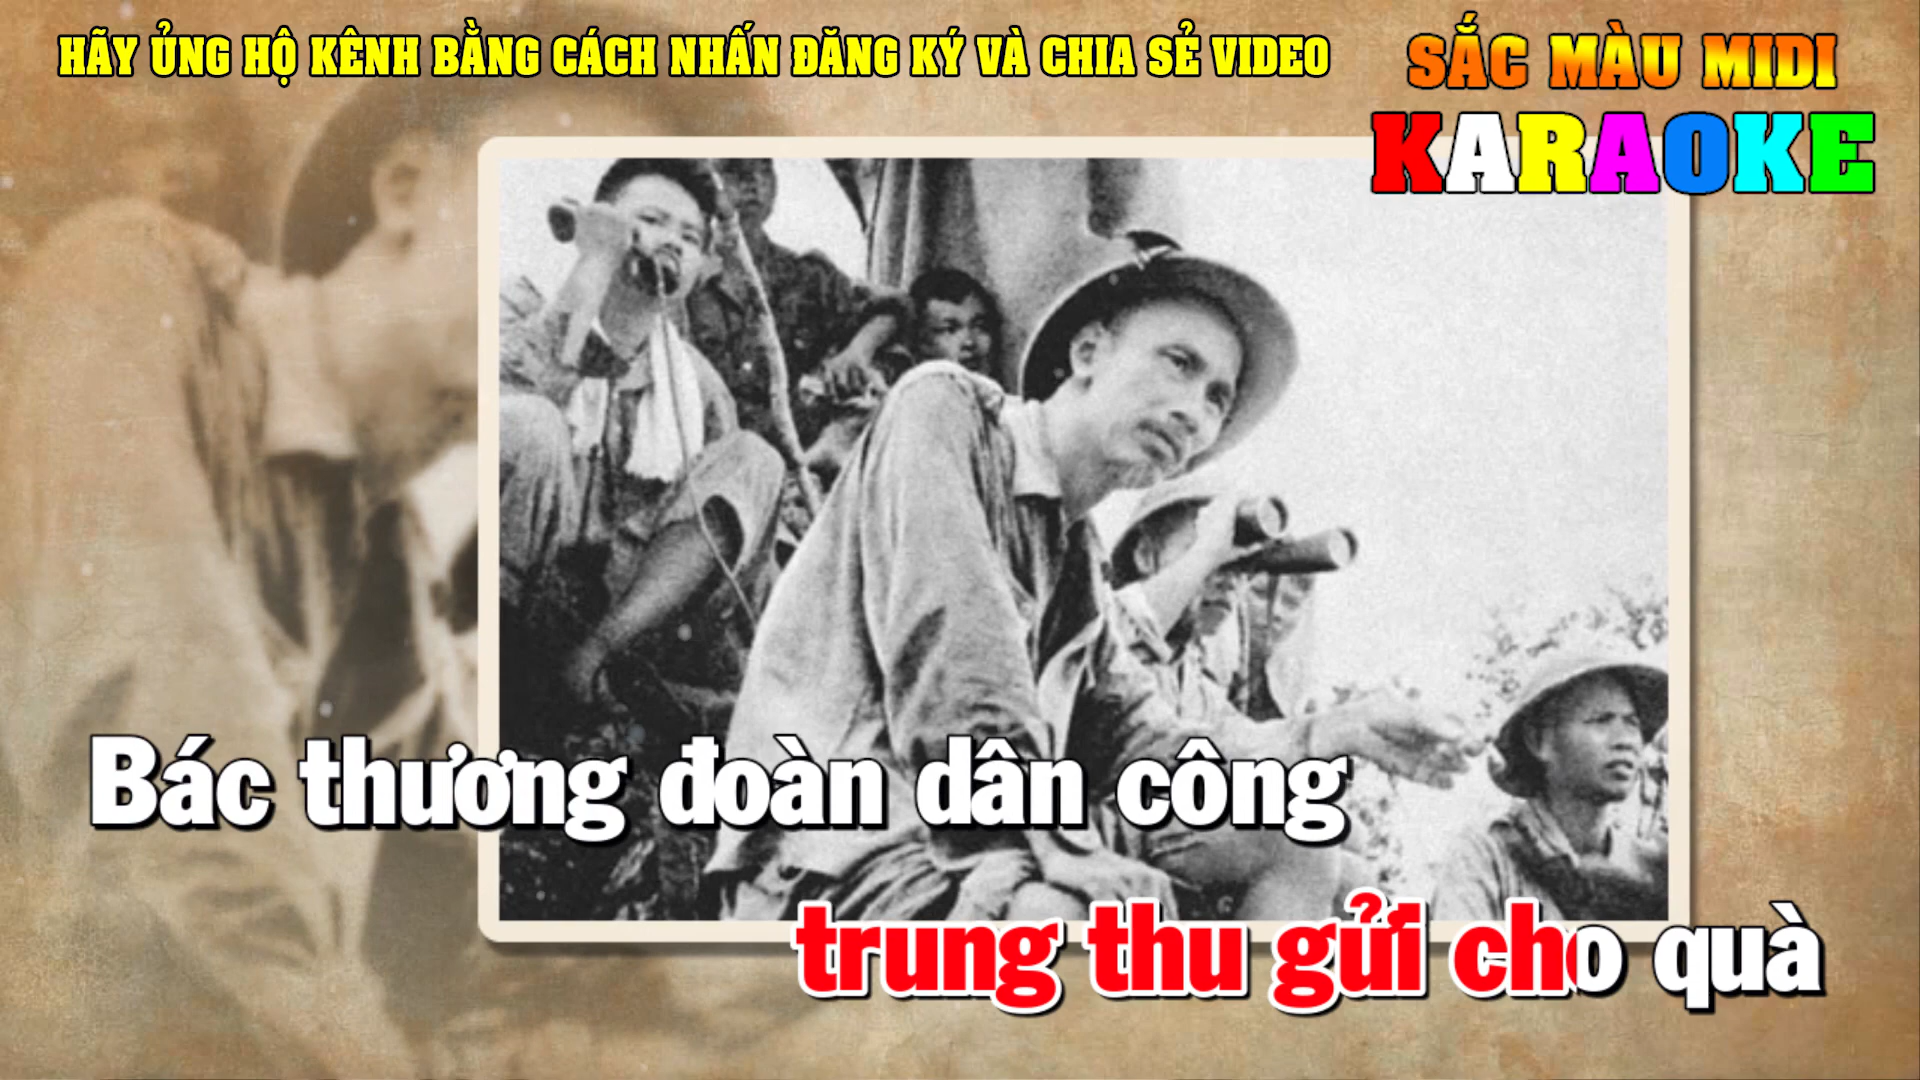 HÃY ỦNG HỘ KÊNH BẰNG CÁCH NHẤN ĐĂNG KÝ VÀ CHIA SẺ VIDEO
SẮC MÀU MIDI
KARAOKE
Bác thương đoàn dân công
trung thu gửi cho quà